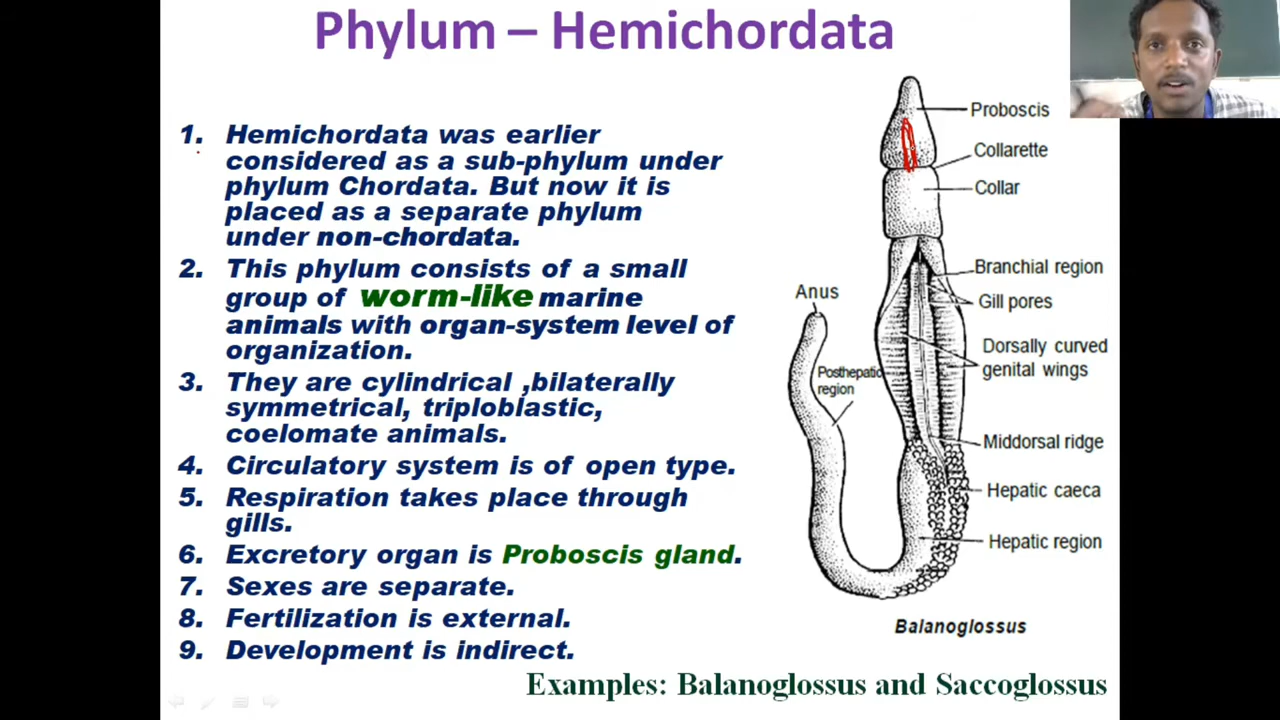 Phylum – Hemichordata
1. Hemichordata was earlier
considered as a sub-phylum under
phylum Chordata. But now it is
placed as a separate phylum
under non-chordata.
2. This phylum consists of a small
group of worm-like marine
animals with organ-system level of
organization.
3. They are cylindrical ,bilaterally
symmetrical, triploblastic,
coelomate animals.
4. Circulatory system is of open type.
5. Respiration takes place through
gills.
6. Excretory organ is Proboscis gland.
7. Sexes are separate.
8. Fertilization is external.
9. Development is indirect.
Proboscis
Collarette
Collar
Branchial region
Gill pores
Anus
Dorsally curved
genital wings
Posthepatic
region
Middorsal ridge
Hepatic caeca
Hepatic region
Balanoglossus
Examples: Balanoglossus and Saccoglossus